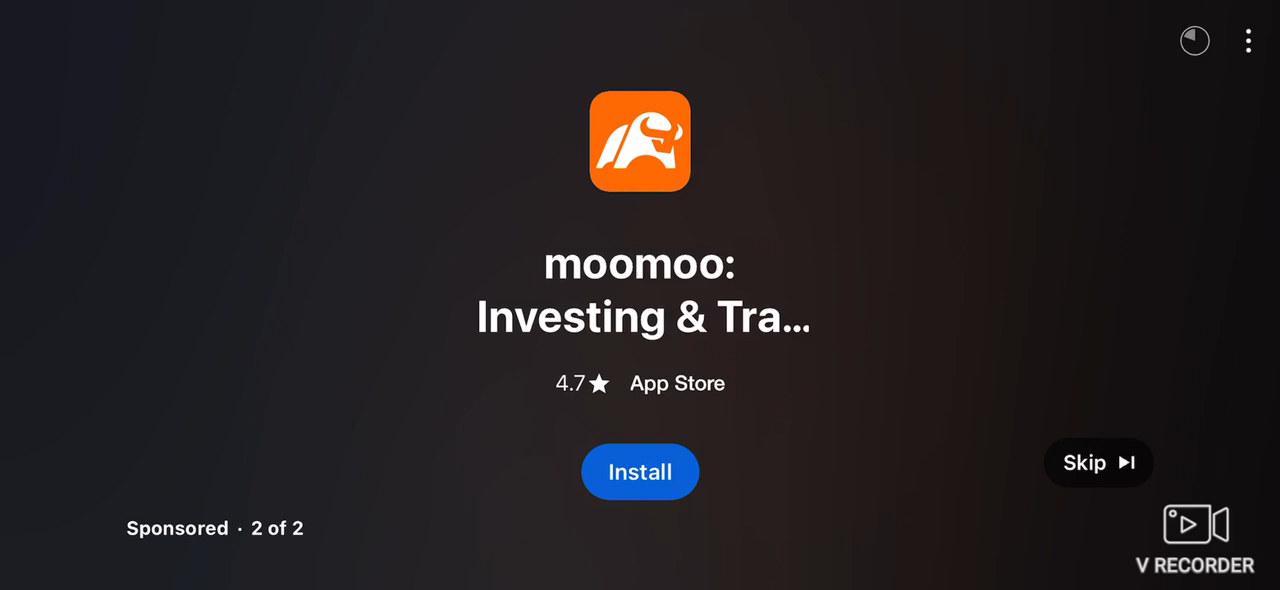 moomoo:
Investing & Tra...
4.7★ App Store
Install
Skip
Sponsored · 2 of 2
V RECORDER